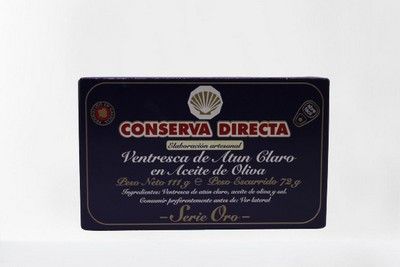 CONSERVA DIRECTA
Elaboración artesanal
Ventresca de Atun Claro
en Aceite de Oliva
Peso Neto 111 g e Peso Escurrido 72 g
Ingredientes: Ventresca de atún claro, aceite de oliva y sal.
Consumir preferentemente antes de: Ver lateral
- Serie Oro -